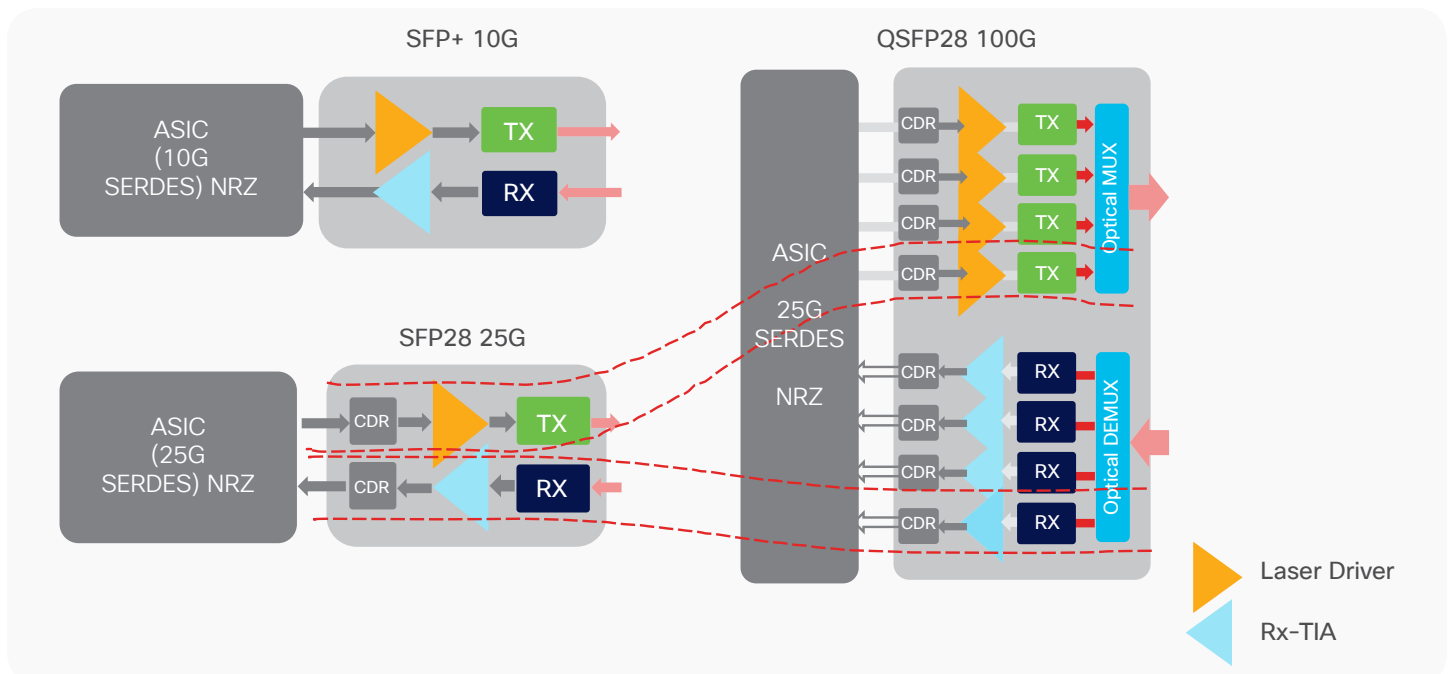 SFP+ 10G
ASIC
(10G
SERDES) NRZ
TX
RX
SFP28 25G
ASIC
(25G
SERDES) NRZ
CDR
TX
CDR
RX
QSFP28 100G
ASIC
25G
SERDES
NRZ
CDR
TX
CDR
TX
CDR
TX
CDR
TX
Optical MUX
CDR
RX
CDR
RX
CDR
RX
CDR
RX
Optical DEMUX
Laser Driver
Rx-TIA